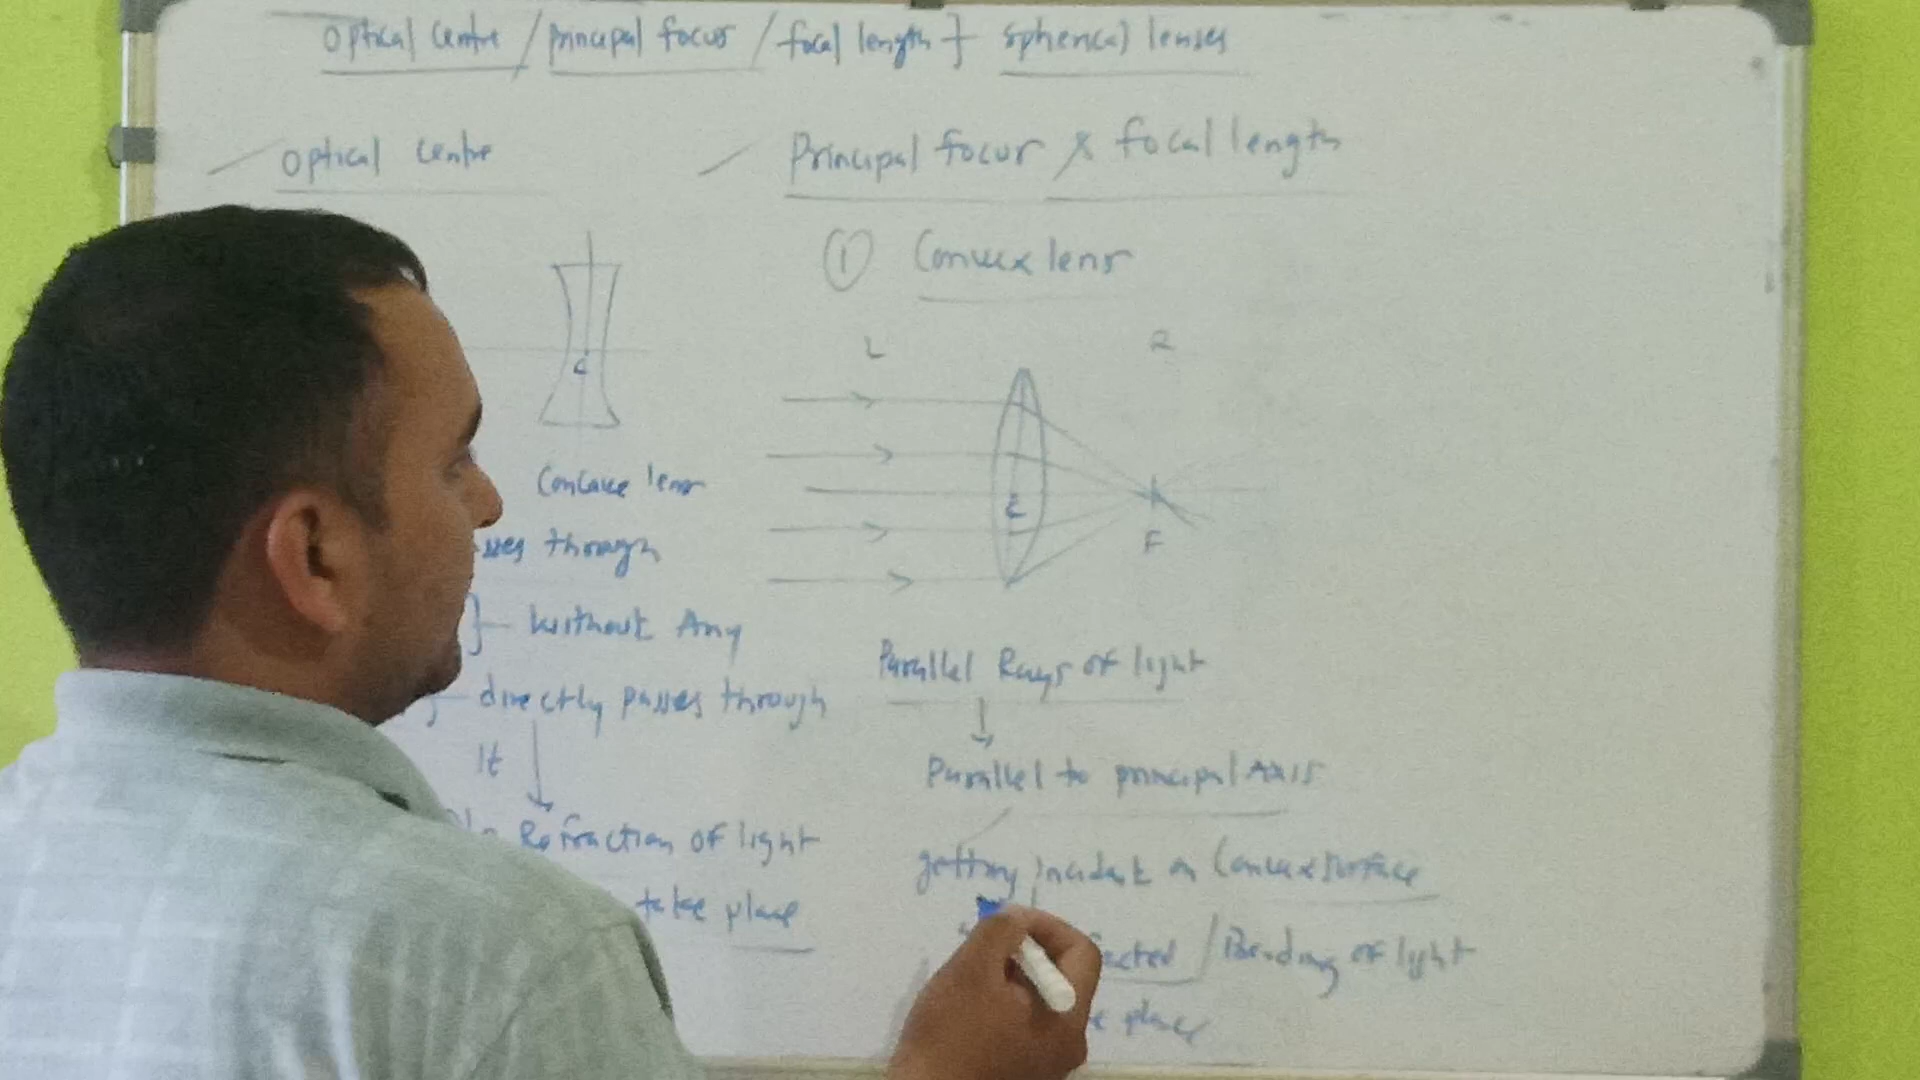 Optical Centre / principal focus / focal length } spherical lenses
Optical Centre
Principal focus & focal length
① Convex lens
L R
C
C
F
Concave lens
through
} - without Any
directly passes through
It
Refraction of light
take place
Parallel Rays of light
Parallel to principal Axis
getting incident on Convex surface
/ Bending of light
place